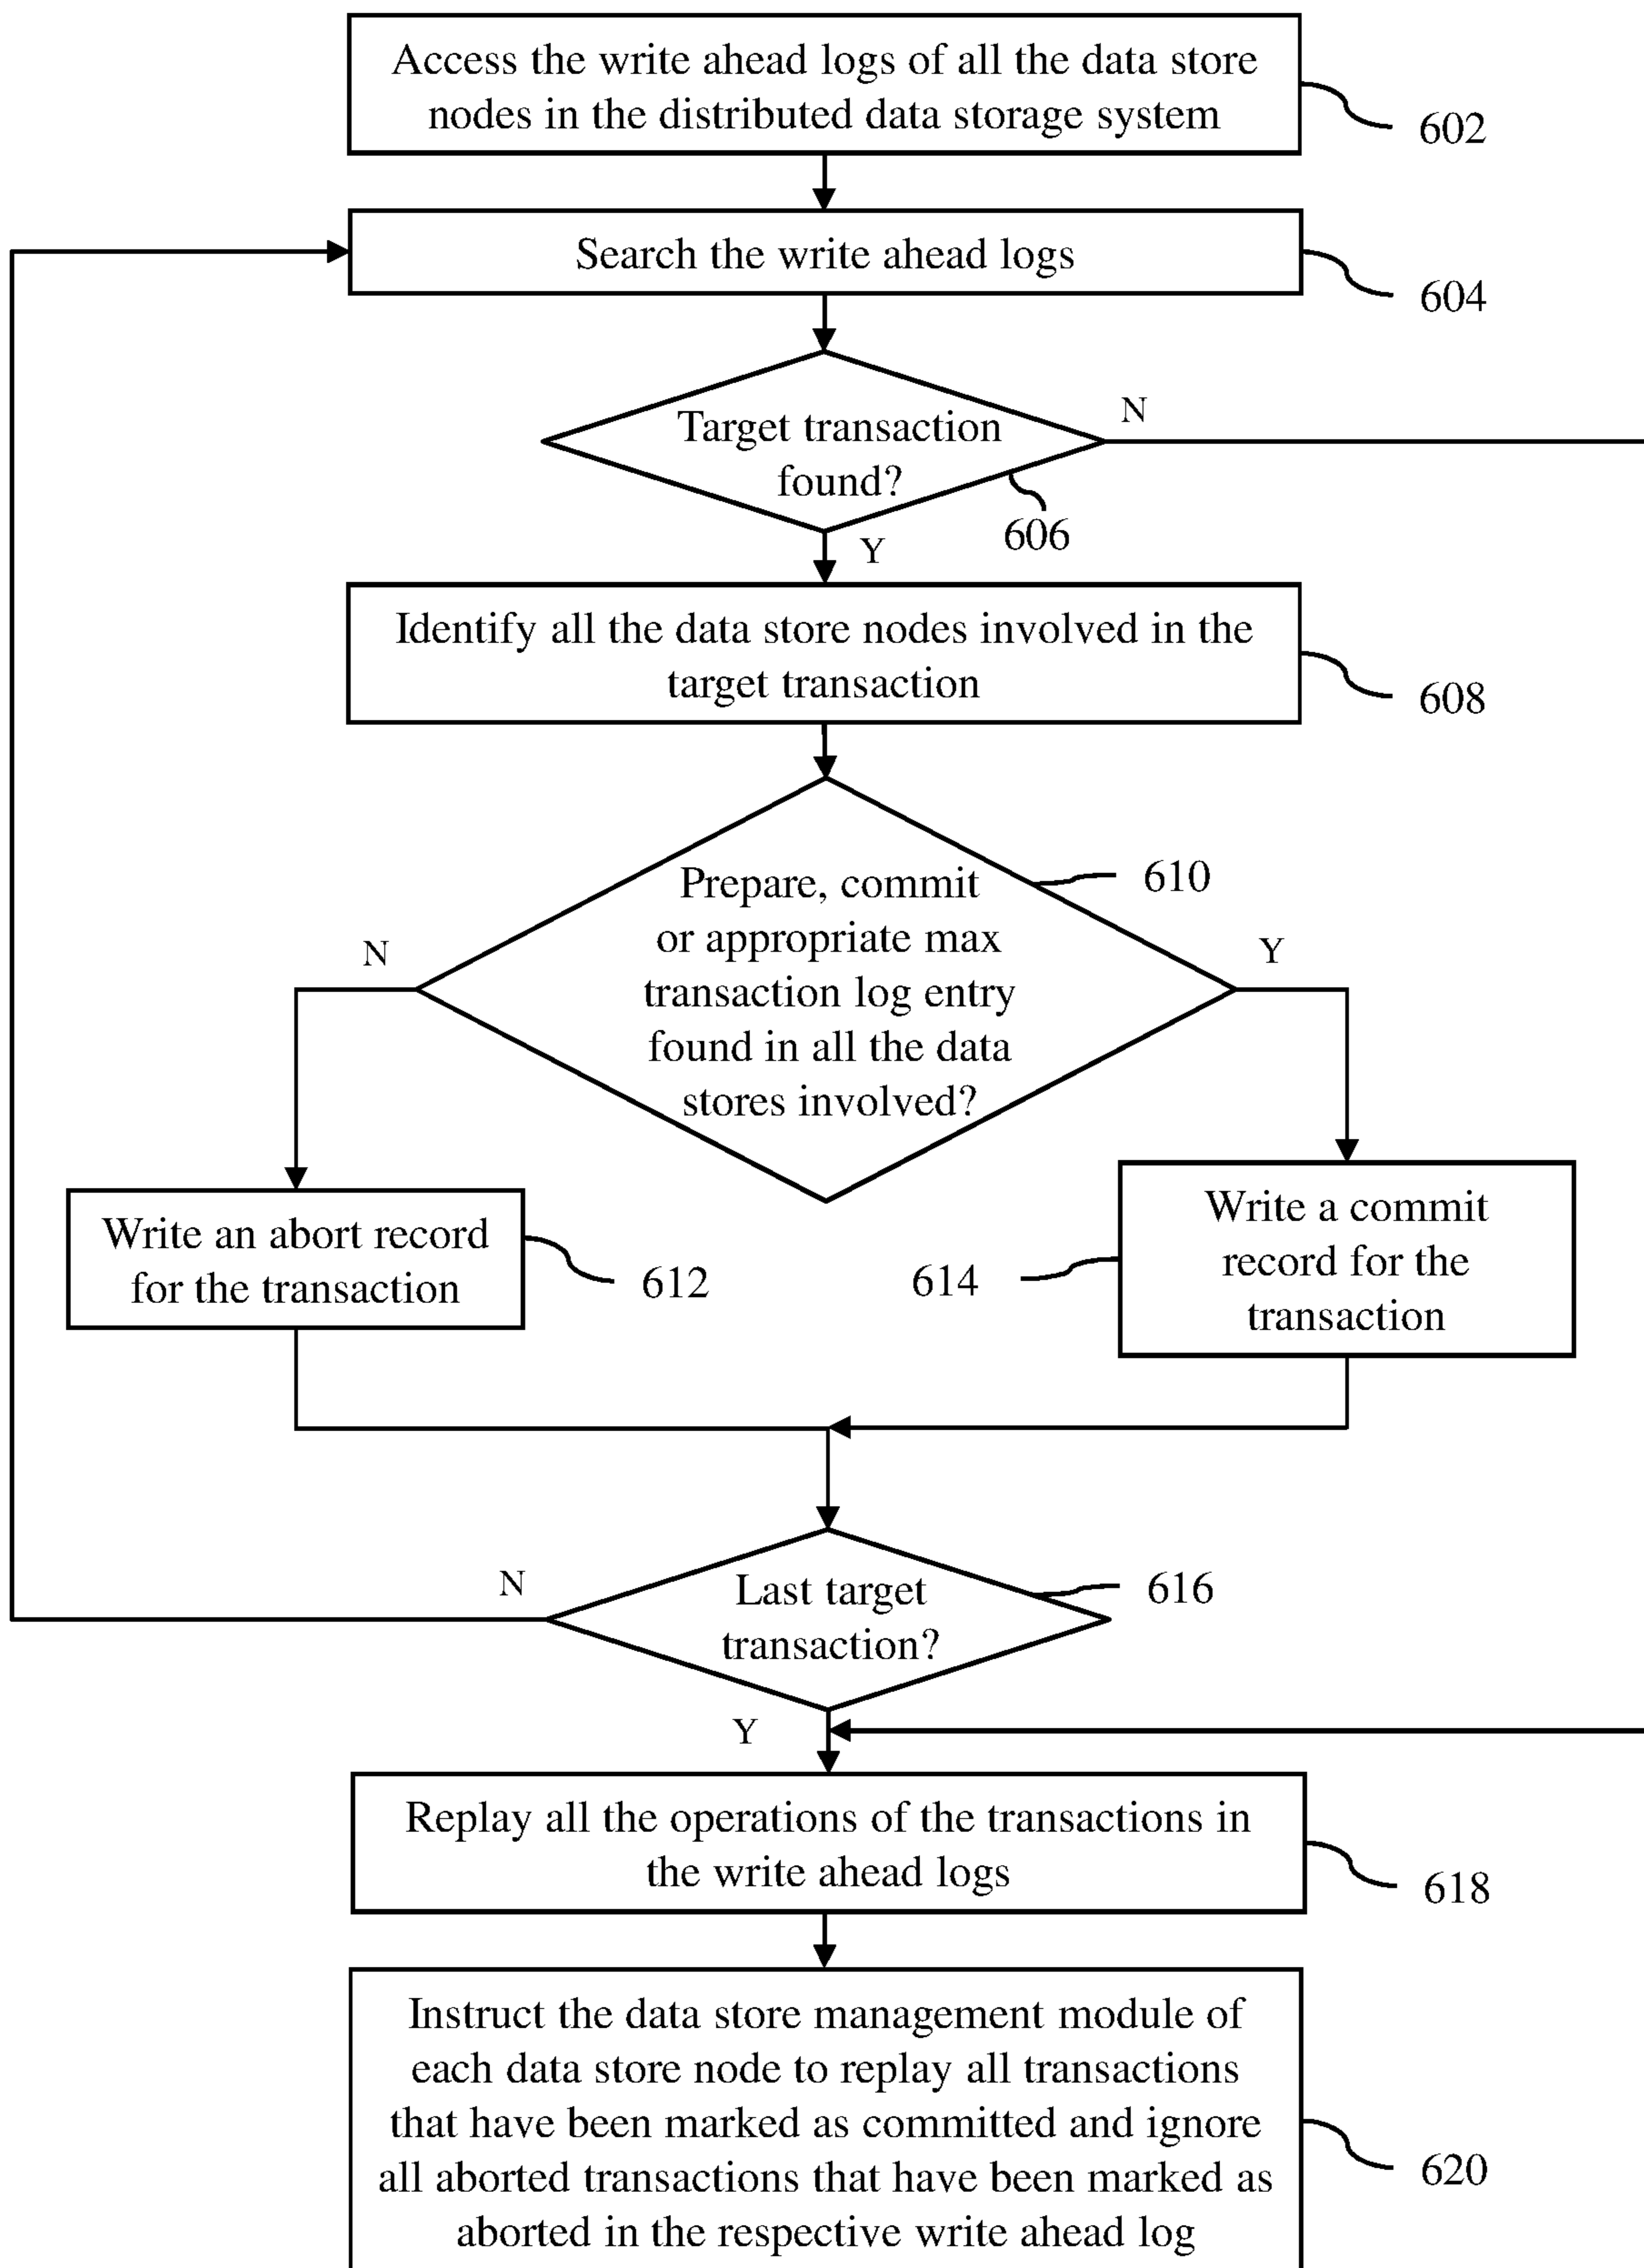 Access the write ahead logs of all the data store
nodes in the distributed data storage system
602
Search the write ahead logs
604
Target transaction
found?
N
606
Y
Identify all the data store nodes involved in the
target transaction
608
Prepare, commit
or appropriate max
transaction log entry
found in all the data
stores involved?
610
N
Y
Write an abort record
for the transaction
612
614
Write a commit
record for the
transaction
Last target
transaction?
616
N
Y
Replay all the operations of the transactions in
the write ahead logs
618
Instruct the data store management module of
each data store node to replay all transactions
that have been marked as committed and ignore
all aborted transactions that have been marked as
aborted in the respective write ahead log
620